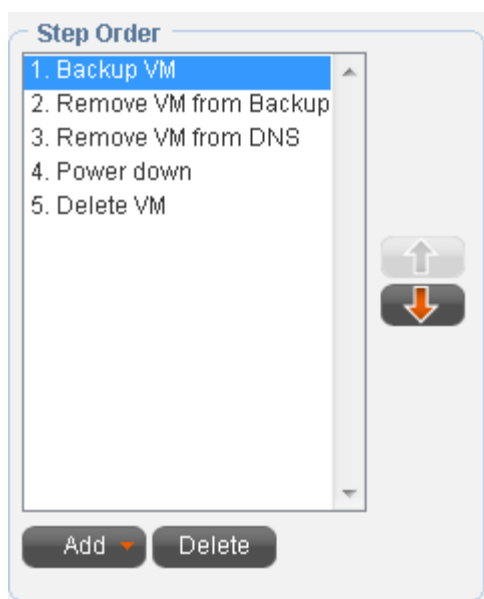 Step Order
1. Backup VM
2. Remove VM from Backup
3. Remove VM from DNS
4. Power down
5. Delete VM
Add
Delete